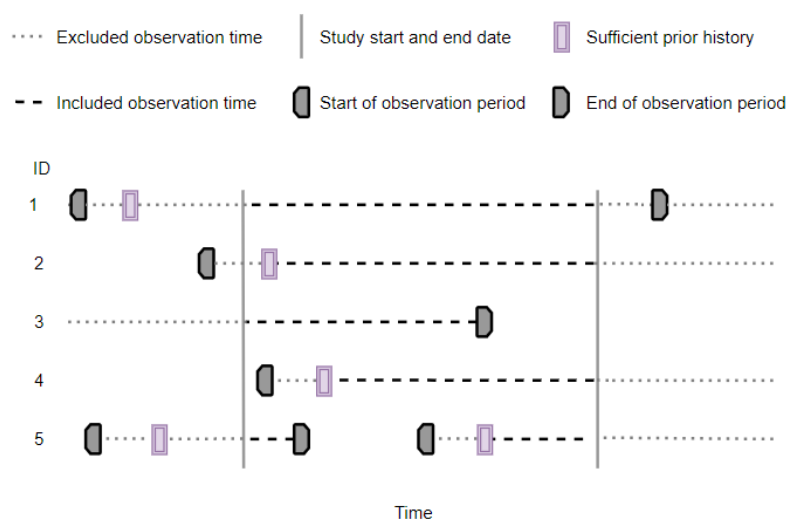 Excluded observation time
Study start and end date
Sufficient prior history
Included observation time
Start of observation period
End of observation period
ID
1
2
3
4
5
Time